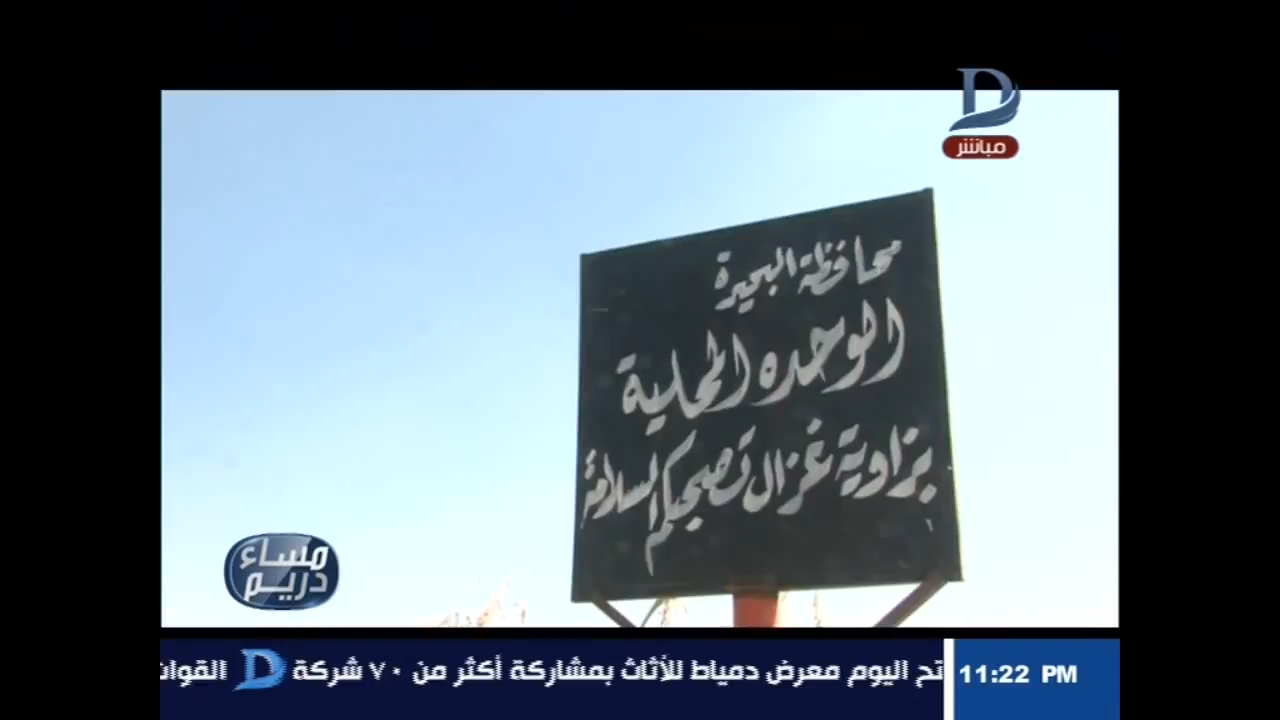 مباشر
محافظة البحيرة
الوحده المحلية
بزاوية غزال تصحبكم السلامة
مساء
دريم
تح اليوم معرض دمياط للأثاث بمشاركة أكثر من ٧٠ شركة
القوات
11:22 PM